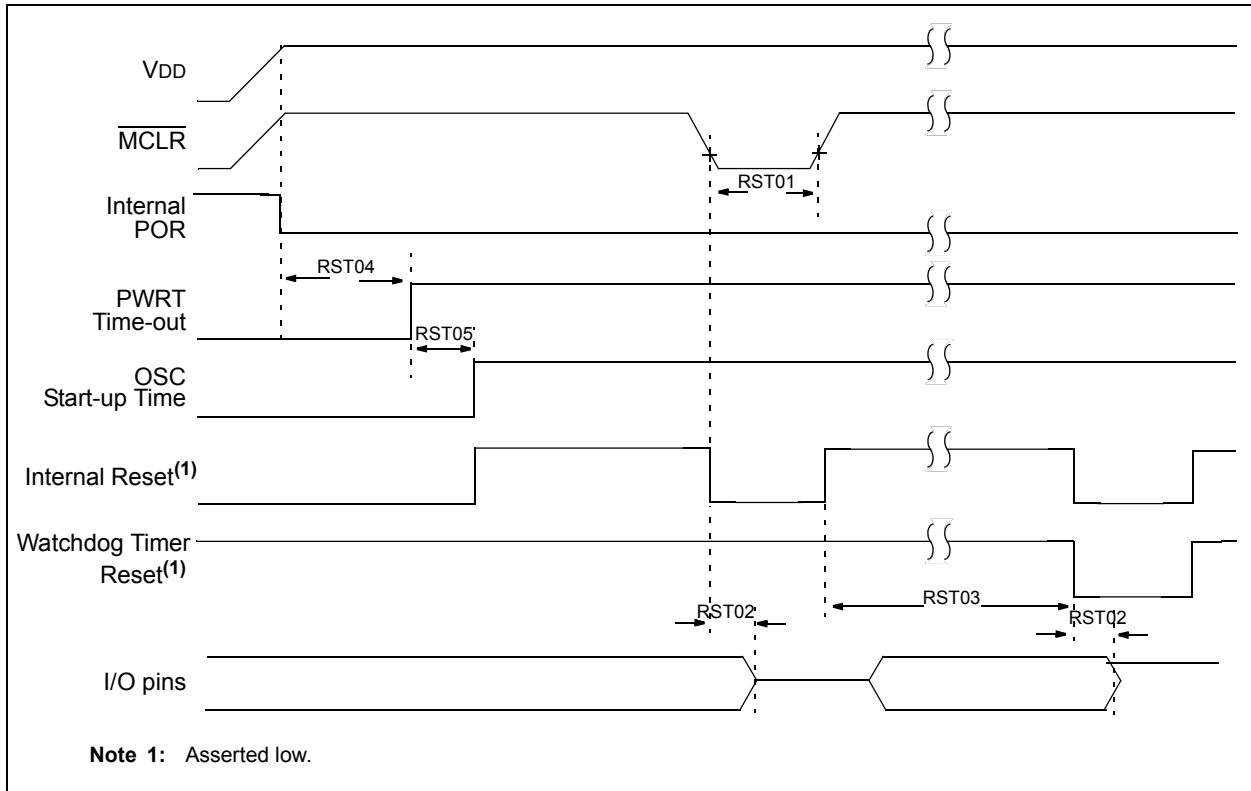 VDD
MCLR
RST01
Internal
POR
RST04
PWRT
Time-out
RST05
OSC
Start-up Time
Internal Reset(1)
Watchdog Timer
Reset(1)
RST03
RST02
RST02
I/O pins
Note 1: Asserted low.